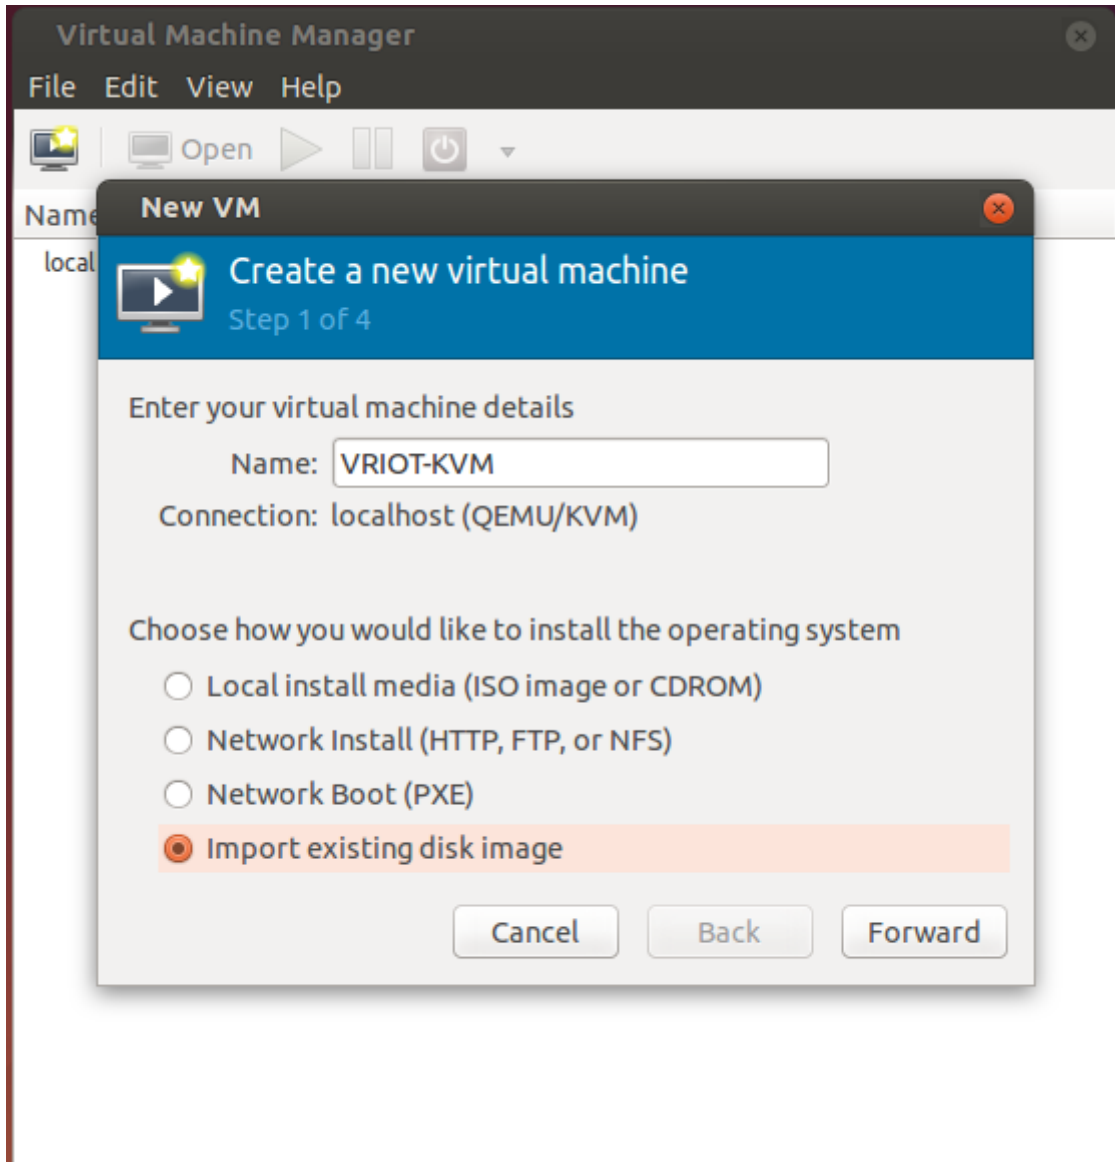 Virtual Machine Manager
File Edit View Help
Open
Name
local
New VM
Create a new virtual machine
Step 1 of 4
Enter your virtual machine details
Name: VRIOT-KVM
Connection: localhost (QEMU/KVM)
Choose how you would like to install the operating system
Local install media (ISO image or CDROM)
Network Install (HTTP, FTP, or NFS)
Network Boot (PXE)
Import existing disk image
Cancel Back Forward